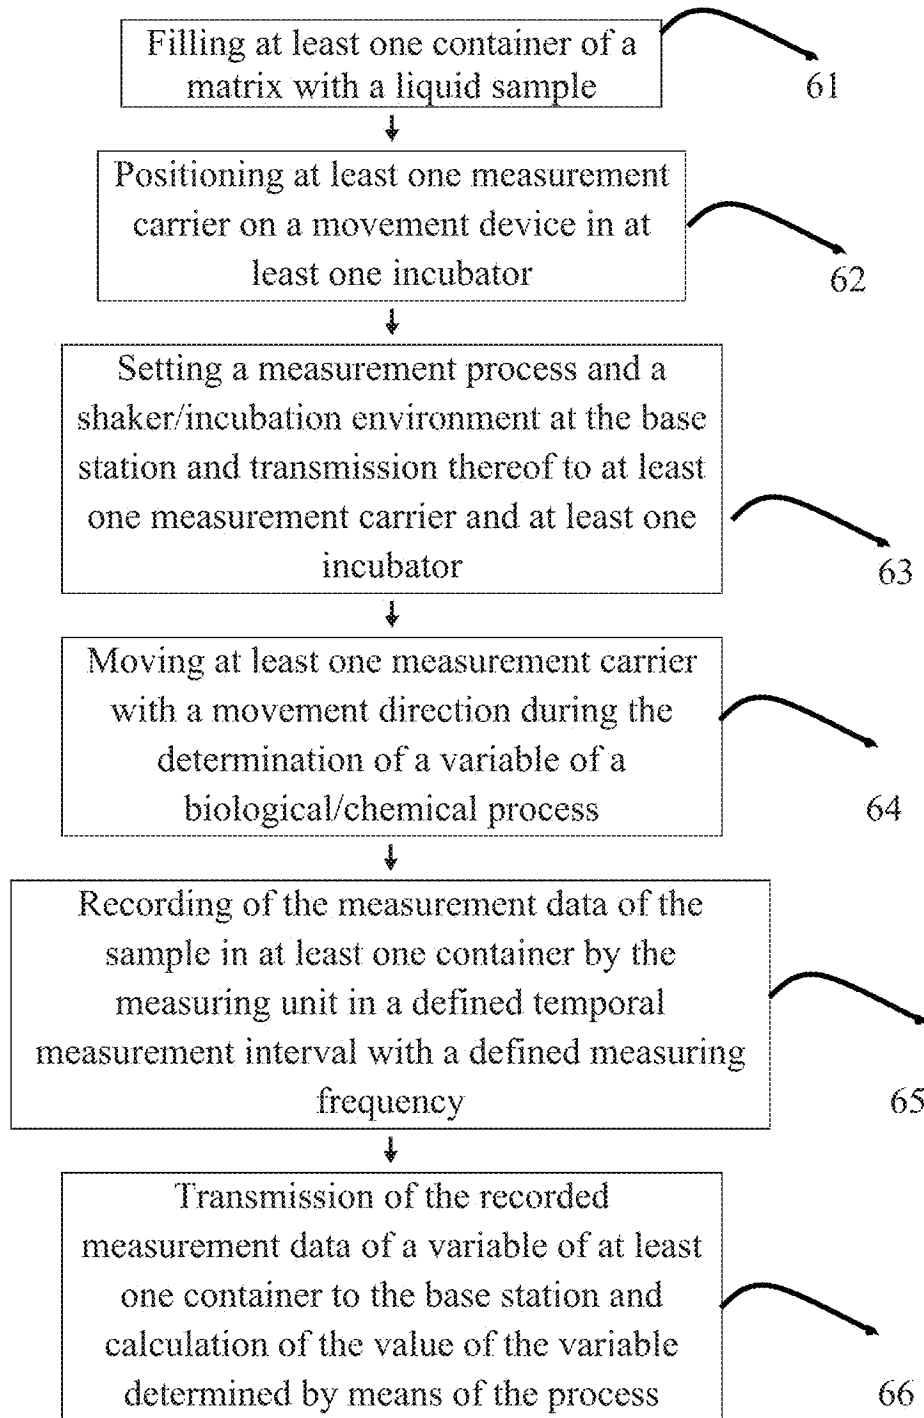 Filling at least one container of a
matrix with a liquid sample
61
Positioning at least one measurement
carrier on a movement device in at
least one incubator
62
Setting a measurement process and a
shaker/incubation environment at the base
station and transmission thereof to at least
one measurement carrier and at least one
incubator
63
Moving at least one measurement carrier
with a movement direction during the
determination of a variable of a
biological/chemical process
64
Recording of the measurement data of the
sample in at least one container by the
measuring unit in a defined temporal
measurement interval with a defined measuring
frequency
65
Transmission of the recorded
measurement data of a variable of at least
one container to the base station and
calculation of the value of the variable
determined by means of the process
66